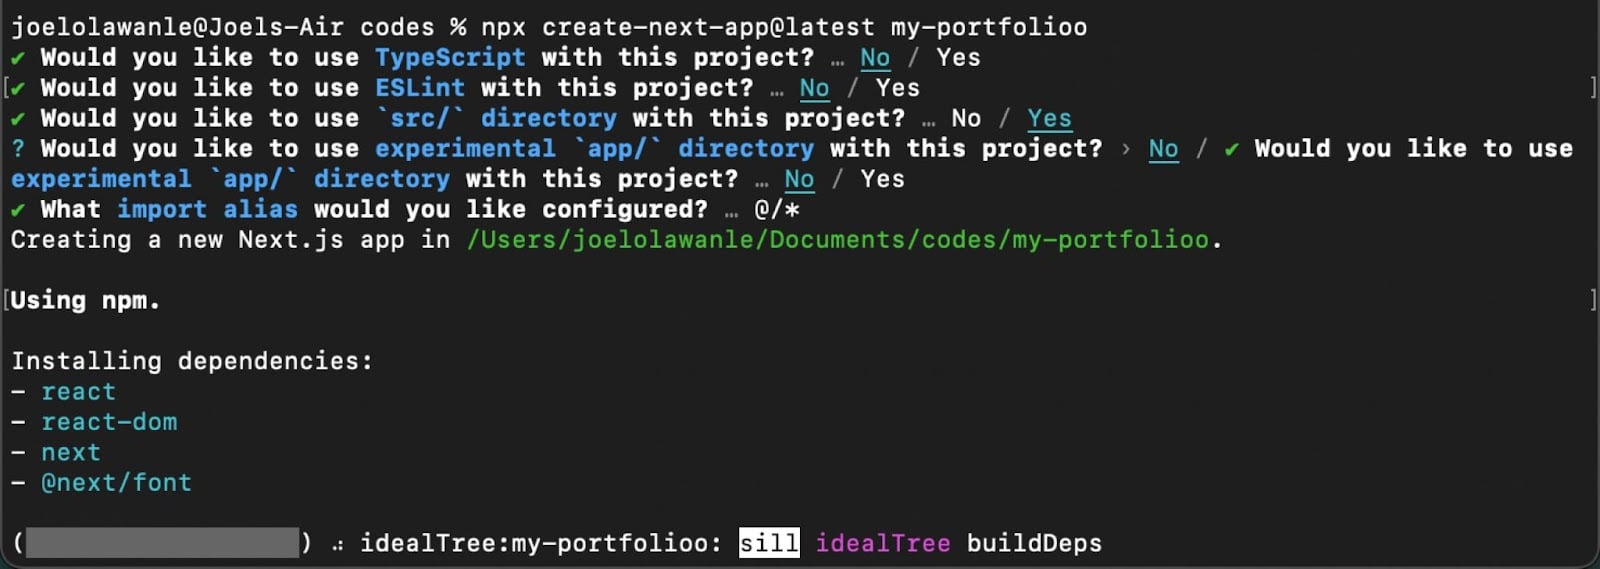 joelolawanle@Joels-Air codes % npx create-next-app@latest my-portfolioo
✔ Would you like to use TypeScript with this project? … No / Yes
[✔ Would you like to use ESLint with this project? … No / Yes ]
✔ Would you like to use `src/` directory with this project? … No / Yes
? Would you like to use experimental `app/` directory with this project? › No / ✔ Would you like to use
experimental `app/` directory with this project? … No / Yes
✔ What import alias would you like configured? … @/*
Creating a new Next.js app in /Users/joelolawanle/Documents/codes/my-portfolioo.
[Using npm. ]
Installing dependencies:
- react
- react-dom
- next
- @next/font
( ) ⠴ idealTree:my-portfolioo: sill idealTree buildDeps